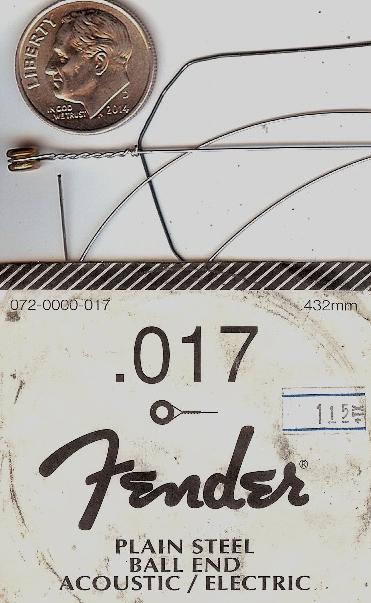 LIBERTY
IN GOD
WE TRUST
D
2014
072-0000-017 .432mm
.017
115
Fender®
PLAIN STEEL
BALL END
ACOUSTIC / ELECTRIC